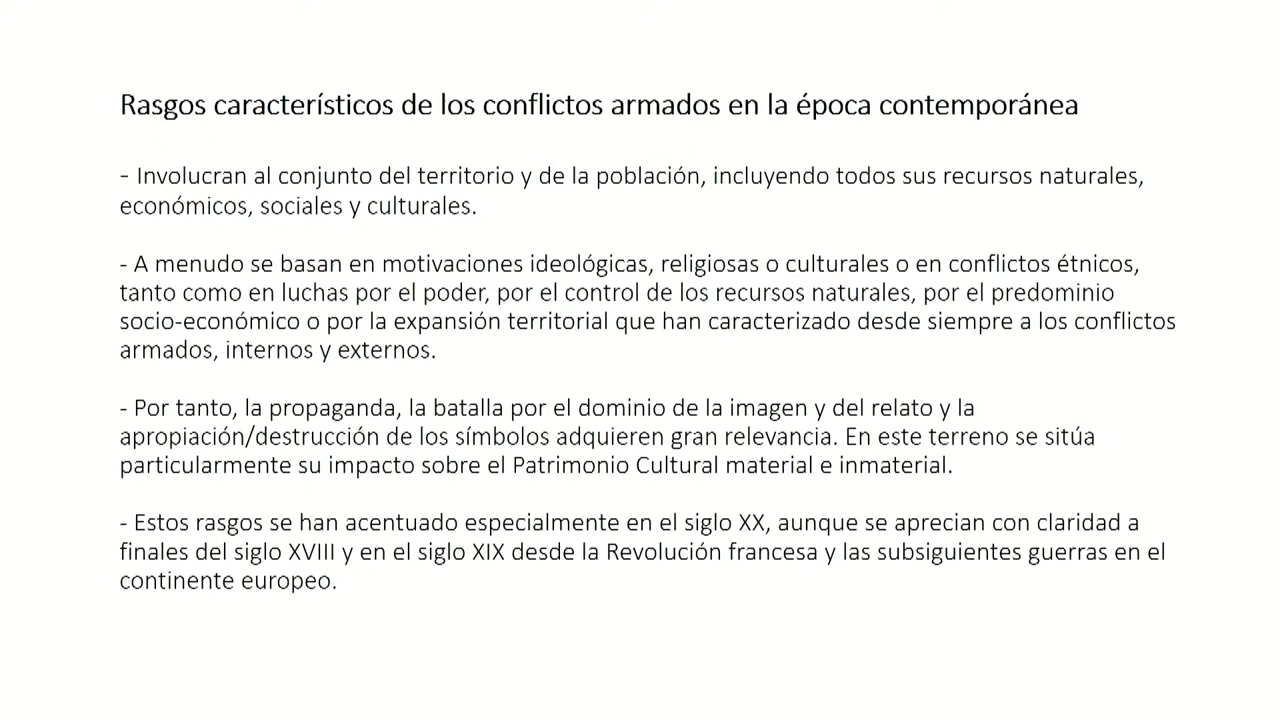 Rasgos característicos de los conflictos armados en la época contemporánea
- Involucran al conjunto del territorio y de la población, incluyendo todos sus recursos naturales,
económicos, sociales y culturales.
- A menudo se basan en motivaciones ideológicas, religiosas o culturales o en conflictos étnicos,
tanto como en luchas por el poder, por el control de los recursos naturales, por el predominio
socio-económico o por la expansión territorial que han caracterizado desde siempre a los conflictos
armados, internos y externos.
- Por tanto, la propaganda, la batalla por el dominio de la imagen y del relato y la
apropiación/destrucción de los símbolos adquieren gran relevancia. En este terreno se sitúa
particularmente su impacto sobre el Patrimonio Cultural material e inmaterial.
- Estos rasgos se han acentuado especialmente en el siglo XX, aunque se aprecian con claridad a
finales del siglo XVIII y en el siglo XIX desde la Revolución francesa y las subsiguientes guerras en el
continente europeo.